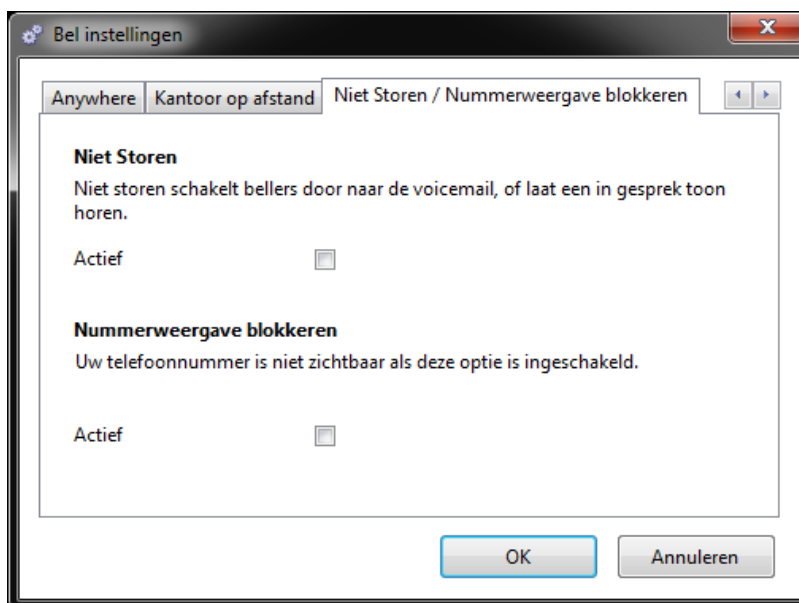 Bel instellingen
Anywhere
Kantoor op afstand
Niet Storen / Nummerweergave blokkeren
Niet Storen
Niet storen schakelt bellers door naar de voicemail, of laat een in gesprek toon
horen.
Actief
Nummerweergave blokkeren
Uw telefoonnummer is niet zichtbaar als deze optie is ingeschakeld.
Actief
OK
Annuleren